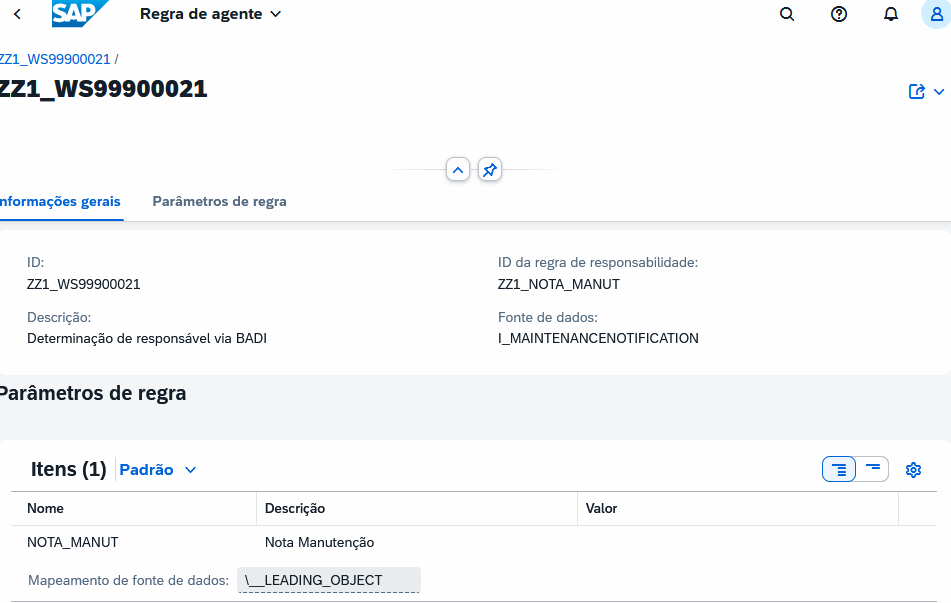 SAP Regra de agente
ZZ1_WS99900021 /
ZZ1_WS99900021
nformações gerais Parâmetros de regra
ID: ID da regra de responsabilidade:
ZZ1_WS99900021 ZZ1_NOTA_MANUT
Descrição: Fonte de dados:
Determinação de responsável via BADI I_MAINTENANCENOTIFICATION
Parâmetros de regra
Itens (1) Padrão
Nome Descrição Valor
NOTA_MANUT Nota Manutenção
Mapeamento de fonte de dados: \__LEADING_OBJECT